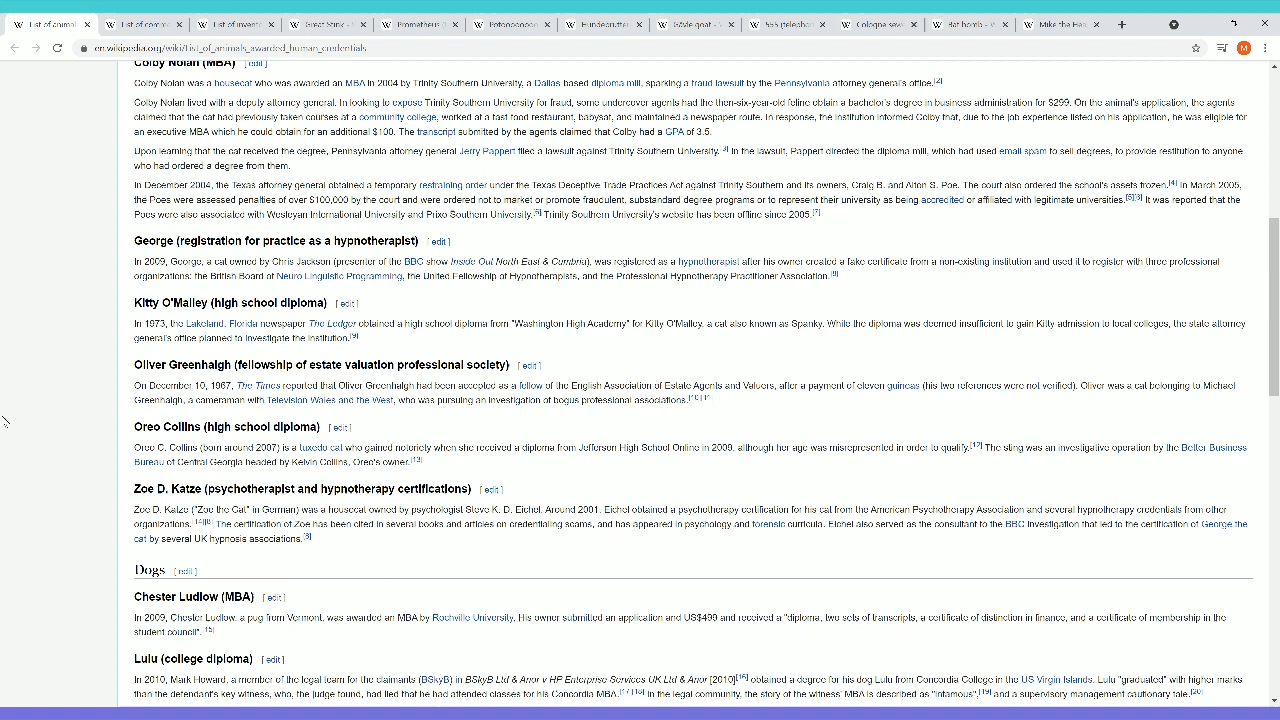 List of animal
List of comm
List of invent
Great Stink -
Prometheus (
Potoooooooo
Hundeprutter
Gävle goat - W
555 (telephon
Cologne sew
Bat bomb - W
Mike the Hea
en.wikipedia.org/wiki/List_of_animals_awarded_human_credentials
M
Colby Nolan (MBA) [ edit ]
Colby Nolan was a housecat who was awarded an MBA in 2004 by Trinity Southern University, a Dallas based diploma mill, sparking a fraud lawsuit by the Pennsylvania attorney general's office.[2]
Colby Nolan lived with a deputy attorney general. In looking to expose Trinity Southern University for fraud, some undercover agents had the then-six-year-old feline obtain a bachelor's degree in business administration for $299. On the animal's application, the agents
claimed that the cat had previously taken courses at a community college, worked at a fast food restaurant, babysat, and maintained a newspaper route. In response, the institution informed Colby that, due to the job experience listed on his application, he was eligible for
an executive MBA which he could obtain for an additional $100. The transcript submitted by the agents claimed that Colby had a GPA of 3.5.
Upon learning that the cat received the degree, Pennsylvania attorney general Jerry Pappert filed a lawsuit against Trinity Southern University.[3] In the lawsuit, Pappert directed the diploma mill, which had used email spam to sell degrees, to provide restitution to anyone
who had ordered a degree from them.
In December 2004, the Texas attorney general obtained a temporary restraining order under the Texas Deceptive Trade Practices Act against Trinity Southern and its owners, Craig B. and Alton S. Poe. The court also ordered the school's assets frozen.[4] In March 2005,
the Poes were assessed penalties of over $100,000 by the court and were ordered not to market or promote fraudulent, substandard degree programs or to represent their university as being accredited or affiliated with legitimate universities. It was reported that the
Poes were also associated with Wesleyan International University and Prixo Southern University.[6] Trinity Southern University's website has been offline since 2005.[7]
George (registration for practice as a hypnotherapist) [ edit ]
In 2009, George, a cat owned by Chris Jackson (presenter of the BBC show Inside Out North East & Cumbria), was registered as a hypnotherapist after his owner created a fake certificate from a non-existing institution and used it to register with three professional
organizations: the British Board of Neuro Linguistic Programming, the United Fellowship of Hypnotherapists, and the Professional Hypnotherapy Practitioner Association.[8]
Kitty O'Malley (high school diploma) [ edit ]
In 1973, the Lakeland, Florida newspaper The Ledger obtained a high school diploma from "Washington High Academy" for Kitty O'Malley, a cat also known as Spanky. While the diploma was deemed insufficient to gain Kitty admission to local colleges, the state attorney
general's office planned to investigate the institution.[9]
Oliver Greenhalgh (fellowship of estate valuation professional society) [ edit ]
On December 10, 1967, The Times reported that Oliver Greenhalgh had been accepted as a fellow of the English Association of Estate Agents and Valuers, after a payment of eleven guineas (his two references were not verified). Oliver was a cat belonging to Michael
Greenhalgh, a cameraman with Television Wales and the West, who was pursuing an investigation of bogus professional associations.
Oreo Collins (high school diploma) [ edit ]
Oreo C. Collins (born around 2007) is a tuxedo cat who gained notoriety when she received a diploma from Jefferson High School Online in 2009, although her age was misrepresented in order to qualify.[12] The sting was an investigative operation by the Better Business
Bureau of Central Georgia headed by Kelvin Collins, Oreo's owner.[13]
Zoe D. Katze (psychotherapist and hypnotherapy certifications) [ edit ]
Zoe D. Katze ("Zoe the Cat" in German) was a housecat owned by psychologist Steve K. D. Eichel. Around 2001, Eichel obtained a psychotherapy certification for his cat from the American Psychotherapy Association and several hypnotherapy credentials from other
organizations.[14][8] The certification of Zoe has been cited in several books and articles on credentialing scams, and has appeared in psychology and forensic curricula. Eichel also served as the consultant to the BBC investigation that led to the certification of George the
cat by several UK hypnosis associations.[8]
Dogs [ edit ]
Chester Ludlow (MBA) [ edit ]
In 2009, Chester Ludlow, a pug from Vermont, was awarded an MBA by Rochville University. His owner submitted an application and US$499 and received a "diploma, two sets of transcripts, a certificate of distinction in finance, and a certificate of membership in the
student council".[15]
Lulu (college diploma) [ edit ]
In 2010, Mark Howard, a member of the legal team for the claimants (BSkyB) in BSkyB Ltd & Anor v HP Enterprise Services UK Ltd & Anor [2010][16] obtained a degree for his dog Lulu from Concordia College in the US Virgin Islands. Lulu "graduated" with higher marks
than the defendant's key witness, who, the judge found, had lied that he had attended classes for his Concordia MBA.[17][18] In the legal community, the story of the witness' MBA is described as "infamous",[19] and a supervisory management cautionary tale.[20]